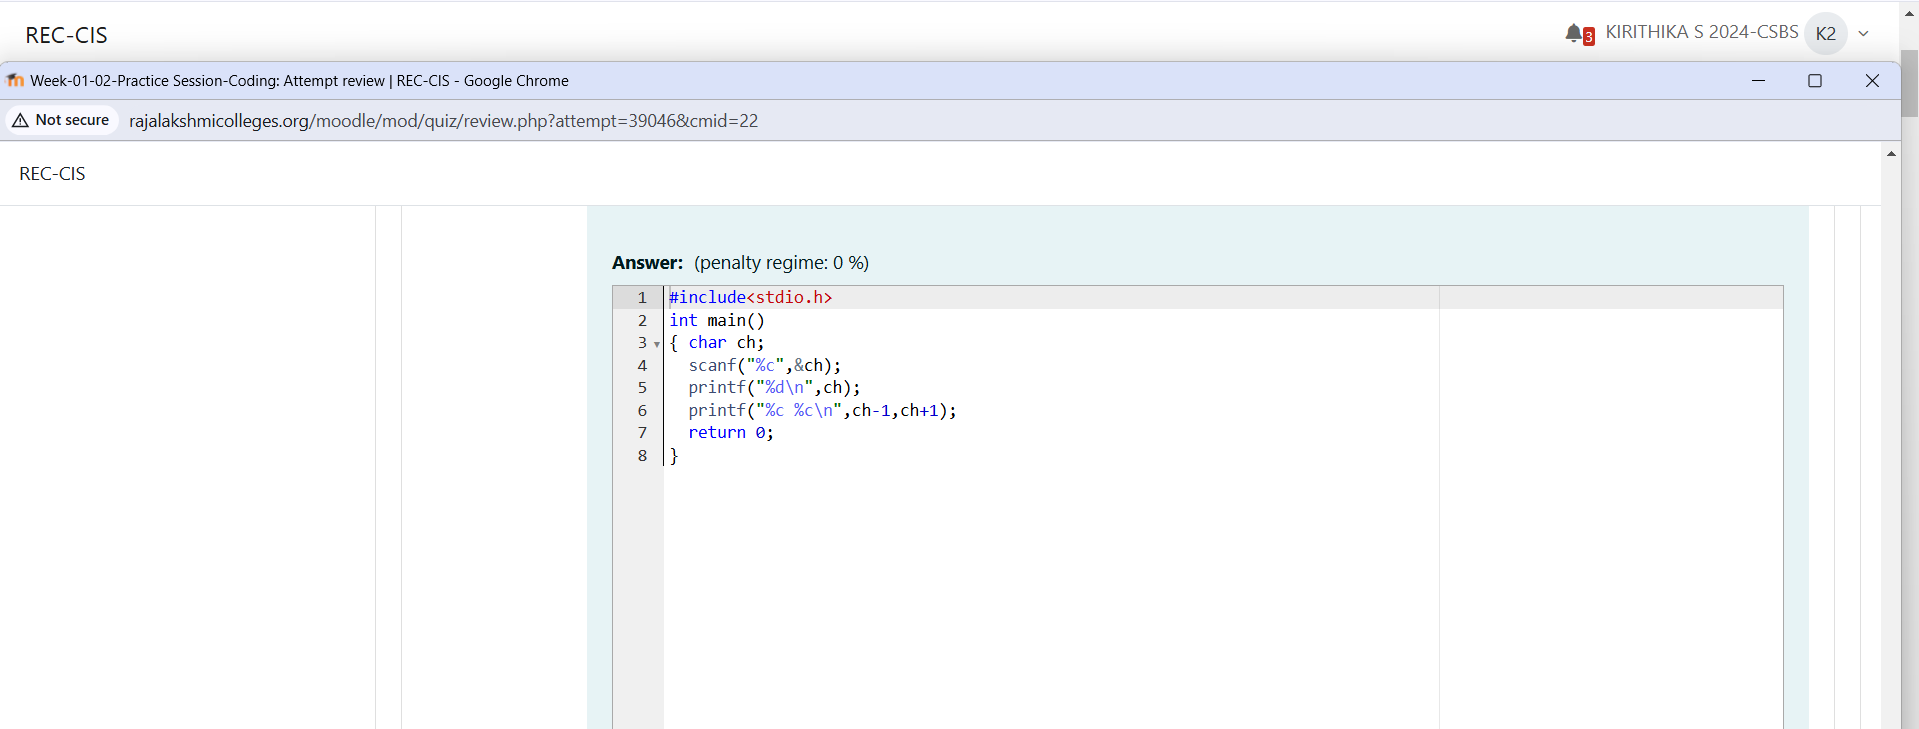 REC-CIS
3 KIRITHIKA S 2024-CSBS K2
Week-01-02-Practice Session-Coding: Attempt review | REC-CIS - Google Chrome
Not secure rajalakshmicolleges.org/moodle/mod/quiz/review.php?attempt=39046&cmid=22
REC-CIS
Answer: (penalty regime: 0 %)
1 #include<stdio.h>
2 int main()
3 { char ch;
4 scanf("%c",&ch);
5 printf("%d\n",ch);
6 printf("%c %c\n",ch-1,ch+1);
7 return 0;
8 }